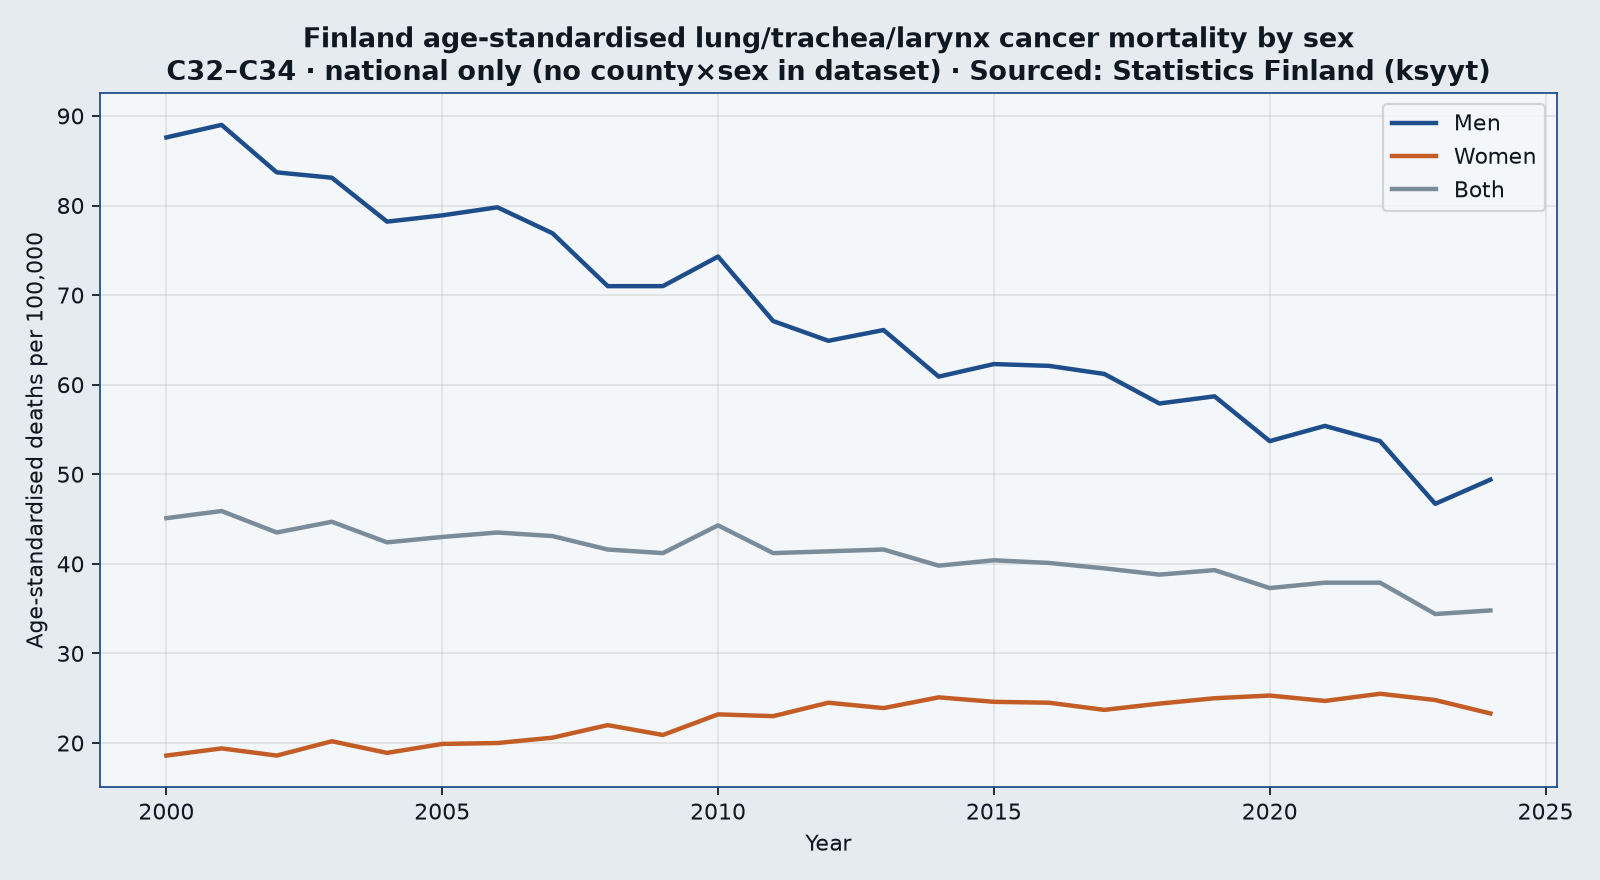 Finland age-standardised lung/trachea/larynx cancer mortality by sex
C32–C34 · national only (no county×sex in dataset) · Sourced: Statistics Finland (ksyyt)
Age-standardised deaths per 100,000
90
80
70
60
50
40
30
20
Men
Women
Both
2000
2005
2010
2015
2020
2025
Year